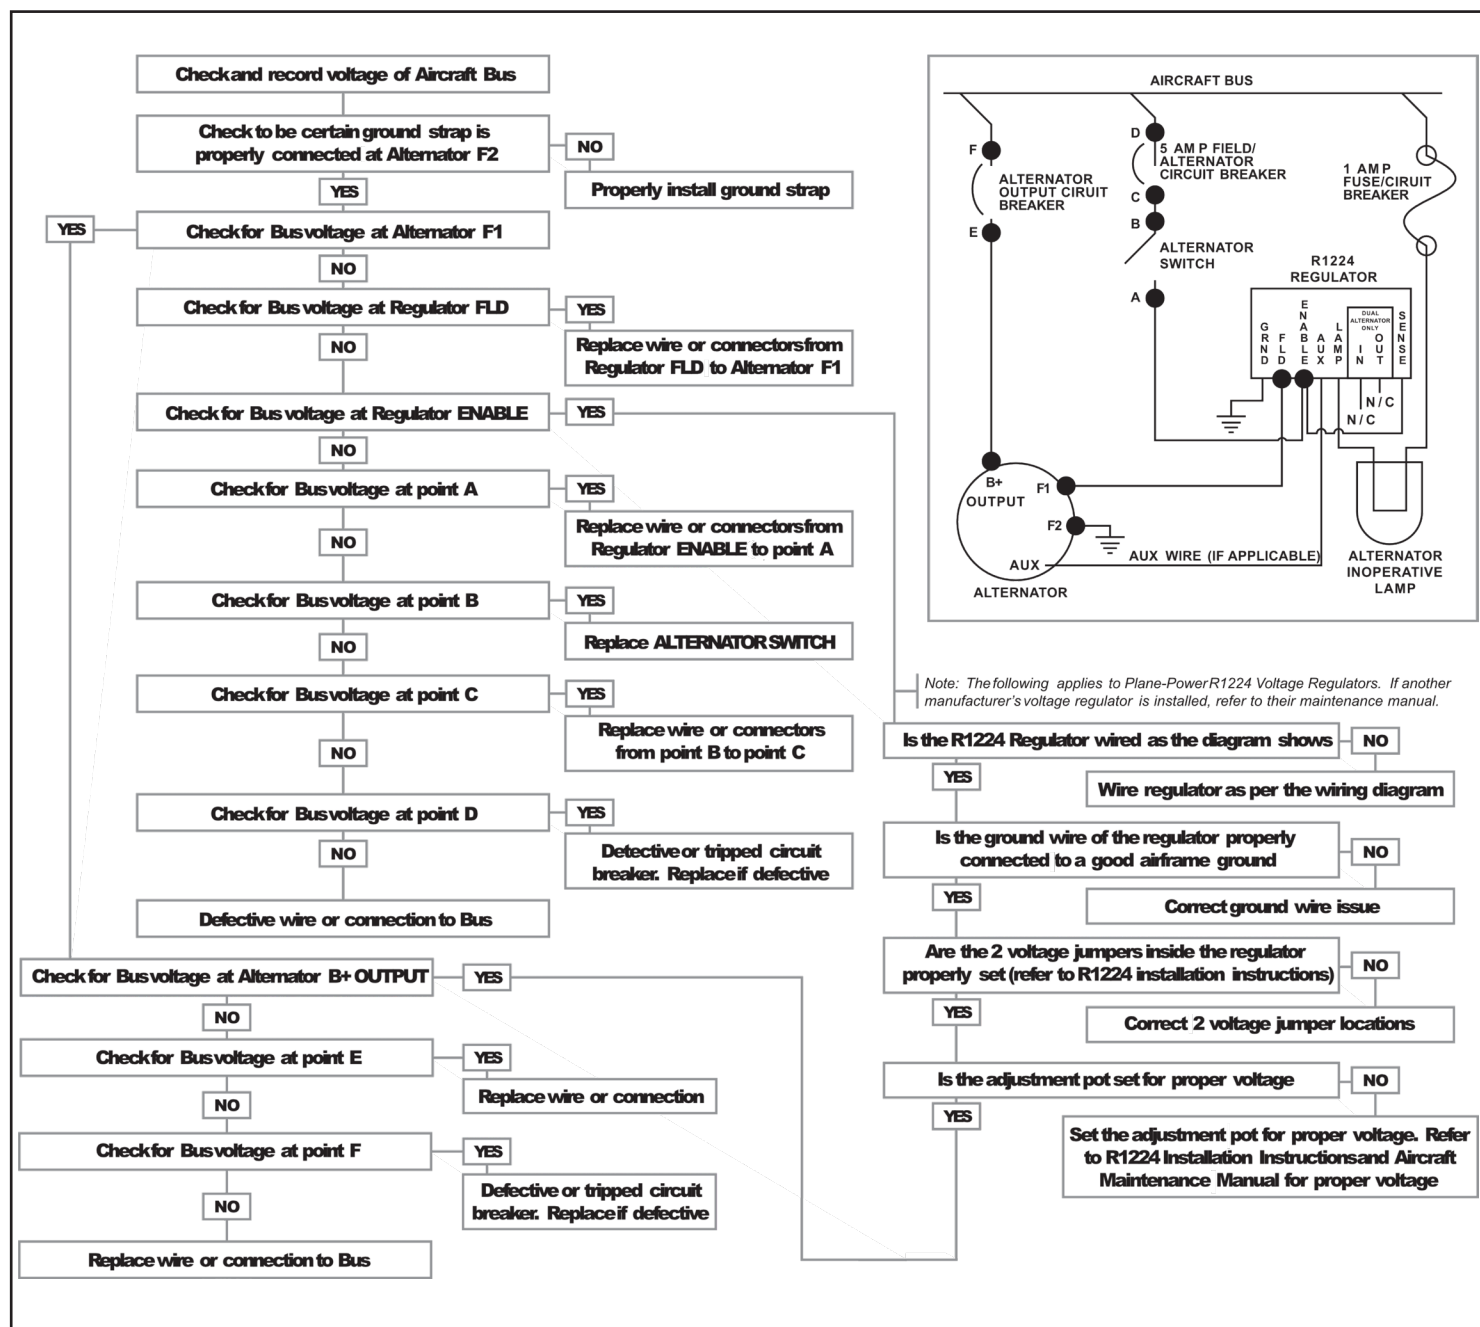 Check and record voltage of Aircraft Bus
Check to be certain ground strap is
properly connected at Alternator F2
NO
Properly install ground strap
YES
YES
Check for Bus voltage at Alternator F1
NO
Check for Bus voltage at Regulator FLD
YES
Replace wire or connectors from
Regulator FLD to Alternator F1
NO
Check for Bus voltage at Regulator ENABLE
YES
NO
Check for Bus voltage at point A
YES
Replace wire or connectors from
Regulator ENABLE to point A
NO
Check for Bus voltage at point B
YES
Replace ALTERNATOR SWITCH
NO
Check for Bus voltage at point C
YES
Replace wire or connectors
from point B to point C
NO
Check for Bus voltage at point D
YES
Detective or tripped circuit
breaker. Replace if defective
NO
Defective wire or connection to Bus
Check for Bus voltage at Alternator B+ OUTPUT
YES
NO
Check for Bus voltage at point E
YES
Replace wire or connection
NO
Check for Bus voltage at point F
YES
Defective or tripped circuit
breaker. Replace if defective
NO
Replace wire or connection to Bus
AIRCRAFT BUS
F
ALTERNATOR
OUTPUT CIRUIT
BREAKER
E
D
5 AMP FIELD/
ALTERNATOR
CIRCUIT BREAKER
C
B
ALTERNATOR
SWITCH
A
1 AMP
FUSE/CIRUIT
BREAKER
R1224
REGULATOR
GRND
FLD
ENABLE
AUX
LAMP
DUAL
ALTERNATOR
ONLY
IN
OUT
SENSE
N/C
N/C
B+
OUTPUT
F1
F2
AUX
AUX WIRE (IF APPLICABLE)
ALTERNATOR
ALTERNATOR
INOPERATIVE
LAMP
Note: The following applies to Plane-Power R1224 Voltage Regulators. If another
manufacturer's voltage regulator is installed, refer to their maintenance manual.
Is the R1224 Regulator wired as the diagram shows
NO
Wire regulator as per the wiring diagram
YES
Is the ground wire of the regulator properly
connected to a good airframe ground
NO
Correct ground wire issue
YES
Are the 2 voltage jumpers inside the regulator
properly set (refer to R1224 installation instructions)
NO
Correct 2 voltage jumper locations
YES
Is the adjustment pot set for proper voltage
NO
Set the adjustment pot for proper voltage. Refer
to R1224 Installation Instructions and Aircraft
Maintenance Manual for proper voltage
YES